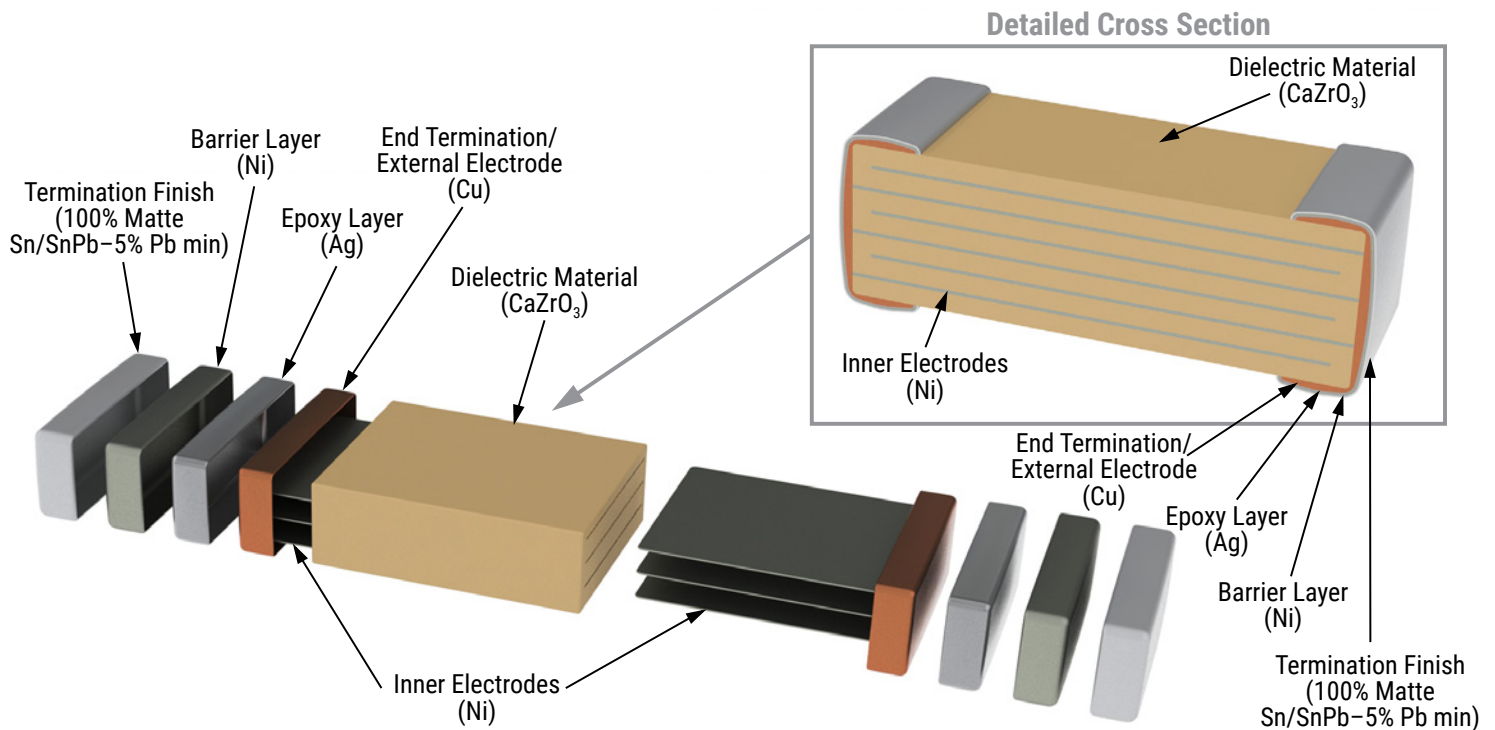 Detailed Cross Section
Dielectric Material
(CaZrO₃)
Inner Electrodes
(Ni)
End Termination/
External Electrode
(Cu)
Epoxy Layer
(Ag)
Barrier Layer
(Ni)
Termination Finish
(100% Matte
Sn/SnPb–5% Pb min)
Barrier Layer
(Ni)
End Termination/
External Electrode
(Cu)
Termination Finish
(100% Matte
Sn/SnPb–5% Pb min)
Epoxy Layer
(Ag)
Dielectric Material
(CaZrO₃)
Inner Electrodes
(Ni)